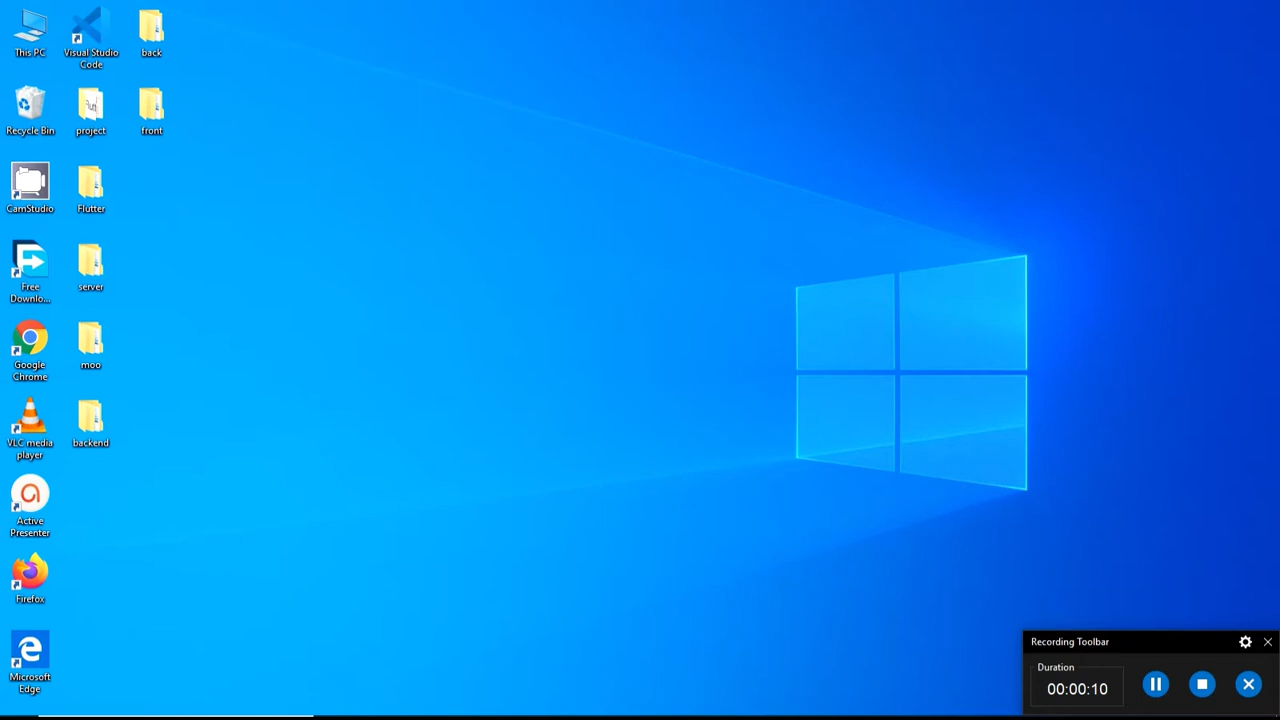 This PC
Visual Studio
Code
back
Recycle Bin
project
front
CamStudio
Flutter
Free
Downlo...
server
Google
Chrome
moo
VLC media
player
backend
Active
Presenter
Firefox
Microsoft
Edge
Recording Toolbar
Duration
00:00:10